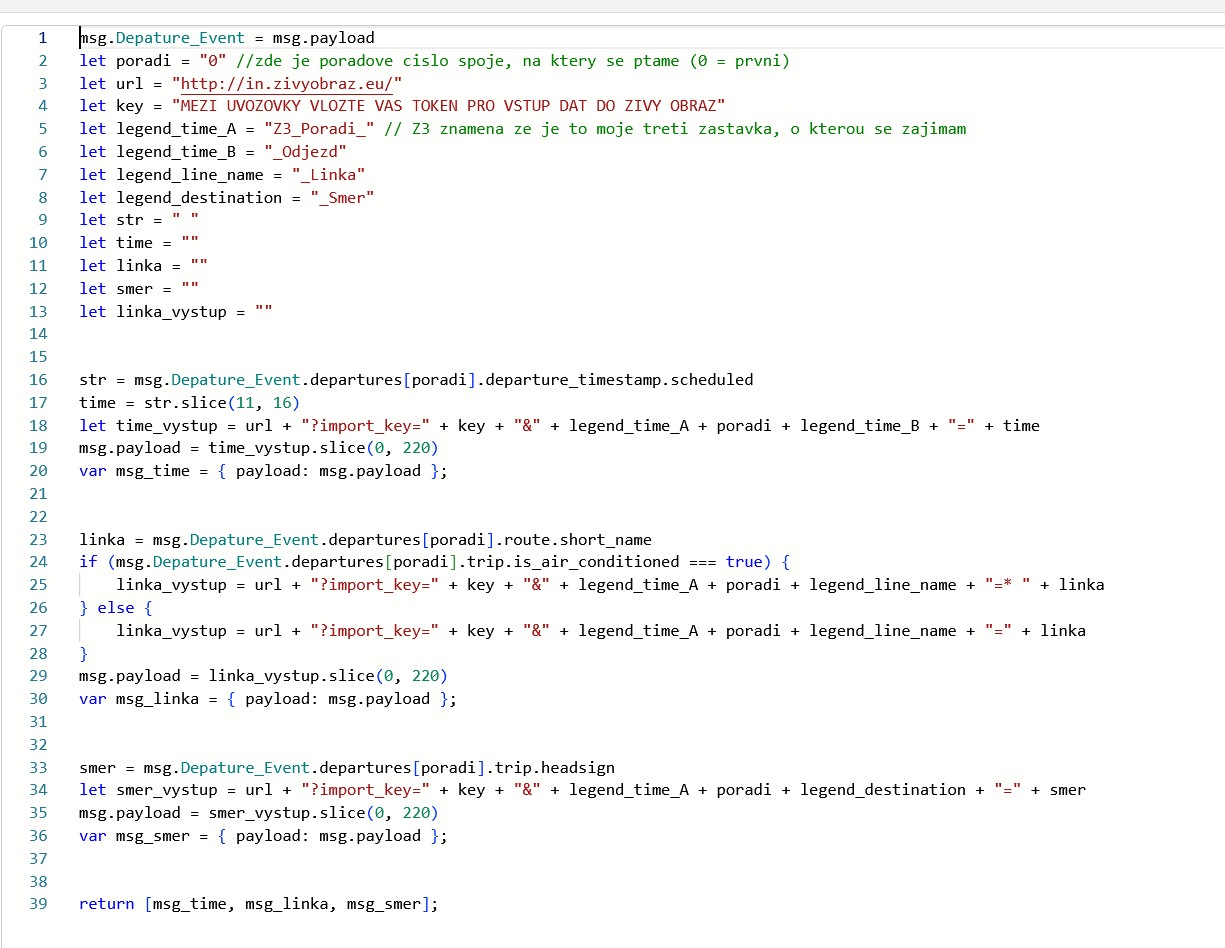 1 msg.Depature_Event = msg.payload
2 let poradi = "0" //zde je poradove cislo spoje, na ktery se ptame (0 = prvni)
3 let url = "http://in.zivyobraz.eu/"
4 let key = "MEZI UVOZOVKY VLOZTE VAS TOKEN PRO VSTUP DAT DO ZIVY OBRAZ"
5 let legend_time_A = "Z3_Poradi_" // Z3 znamena ze je to moje treti zastavka, o kterou se zajimam
6 let legend_time_B = "_Odjezd"
7 let legend_line_name = "_Linka"
8 let legend_destination = "_Smer"
9 let str = " "
10 let time = ""
11 let linka = ""
12 let smer = ""
13 let linka_vystup = ""
14
15
16 str = msg.Depature_Event.departures[poradi].departure_timestamp.scheduled
17 time = str.slice(11, 16)
18 let time_vystup = url + "?import_key=" + key + "&" + legend_time_A + poradi + legend_time_B + "=" + time
19 msg.payload = time_vystup.slice(0, 220)
20 var msg_time = { payload: msg.payload };
21
22
23 linka = msg.Depature_Event.departures[poradi].route.short_name
24 if (msg.Depature_Event.departures[poradi].trip.is_air_conditioned === true) {
25     linka_vystup = url + "?import_key=" + key + "&" + legend_time_A + poradi + legend_line_name + "=* " + linka
26 } else {
27     linka_vystup = url + "?import_key=" + key + "&" + legend_time_A + poradi + legend_line_name + "=" + linka
28 }
29 msg.payload = linka_vystup.slice(0, 220)
30 var msg_linka = { payload: msg.payload };
31
32
33 smer = msg.Depature_Event.departures[poradi].trip.headsign
34 let smer_vystup = url + "?import_key=" + key + "&" + legend_time_A + poradi + legend_destination + "=" + smer
35 msg.payload = smer_vystup.slice(0, 220)
36 var msg_smer = { payload: msg.payload };
37
38
39 return [msg_time, msg_linka, msg_smer];